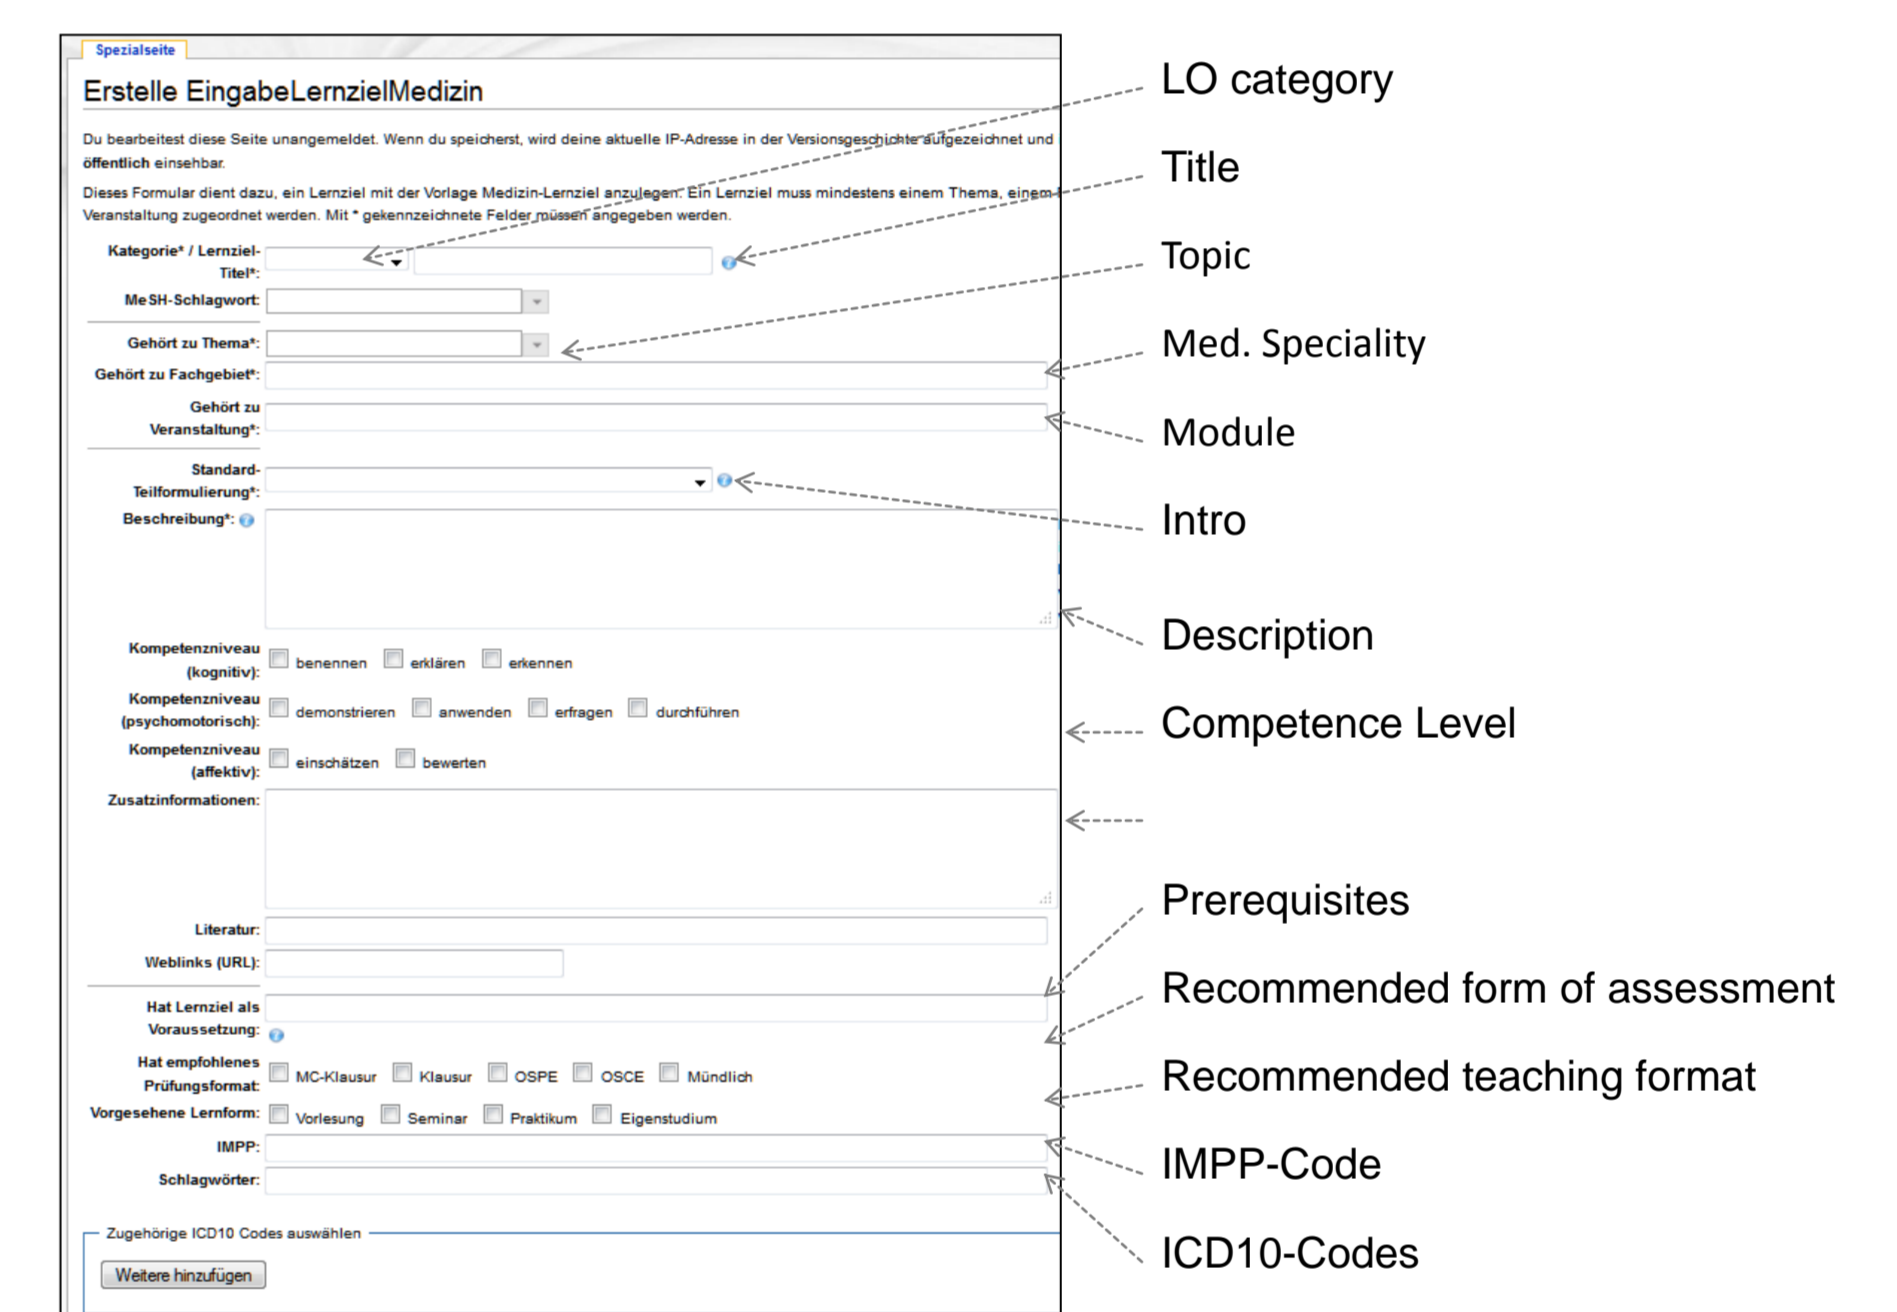 Spezialseite
Erstelle EingabeLernzielMedizin
Du bearbeitest diese Seite unangemeldet. Wenn du speicherst, wird deine aktuelle IP-Adresse in der Versionsgeschichte aufgezeichnet und
öffentlich einsehbar.
Dieses Formular dient dazu, ein Lernziel mit der Vorlage Medizin-Lernziel anzulegen. Ein Lernziel muss mindestens einem Thema, einem
Veranstaltung zugeordnet werden. Mit * gekennzeichnete Felder müssen angegeben werden.
Kategorie* / Lernziel-
Titel*:
MeSH-Schlagwort:
Gehört zu Thema*:
Gehört zu Fachgebiet*:
Gehört zu
Veranstaltung*:
Standard-
Teilformulierung*:
Beschreibung*:
Kompetenzniveau
(kognitiv):
benennen erklären erkennen
Kompetenzniveau
(psychomotorisch):
demonstrieren anwenden erfragen durchführen
Kompetenzniveau
(affektiv):
einschätzen bewerten
Zusatzinformationen:
Literatur:
Weblinks (URL):
Hat Lernziel als
Voraussetzung:
Hat empfohlenes
Prüfungsformat:
MC-Klausur Klausur OSPE OSCE Mündlich
Vorgesehene Lernform: Vorlesung Seminar Praktikum Eigenstudium
IMPP:
Schlagwörter:
Zugehörige ICD10 Codes auswählen
Weitere hinzufügen
LO category
Title
Topic
Med. Speciality
Module
Intro
Description
Competence Level
Prerequisites
Recommended form of assessment
Recommended teaching format
IMPP-Code
ICD10-Codes